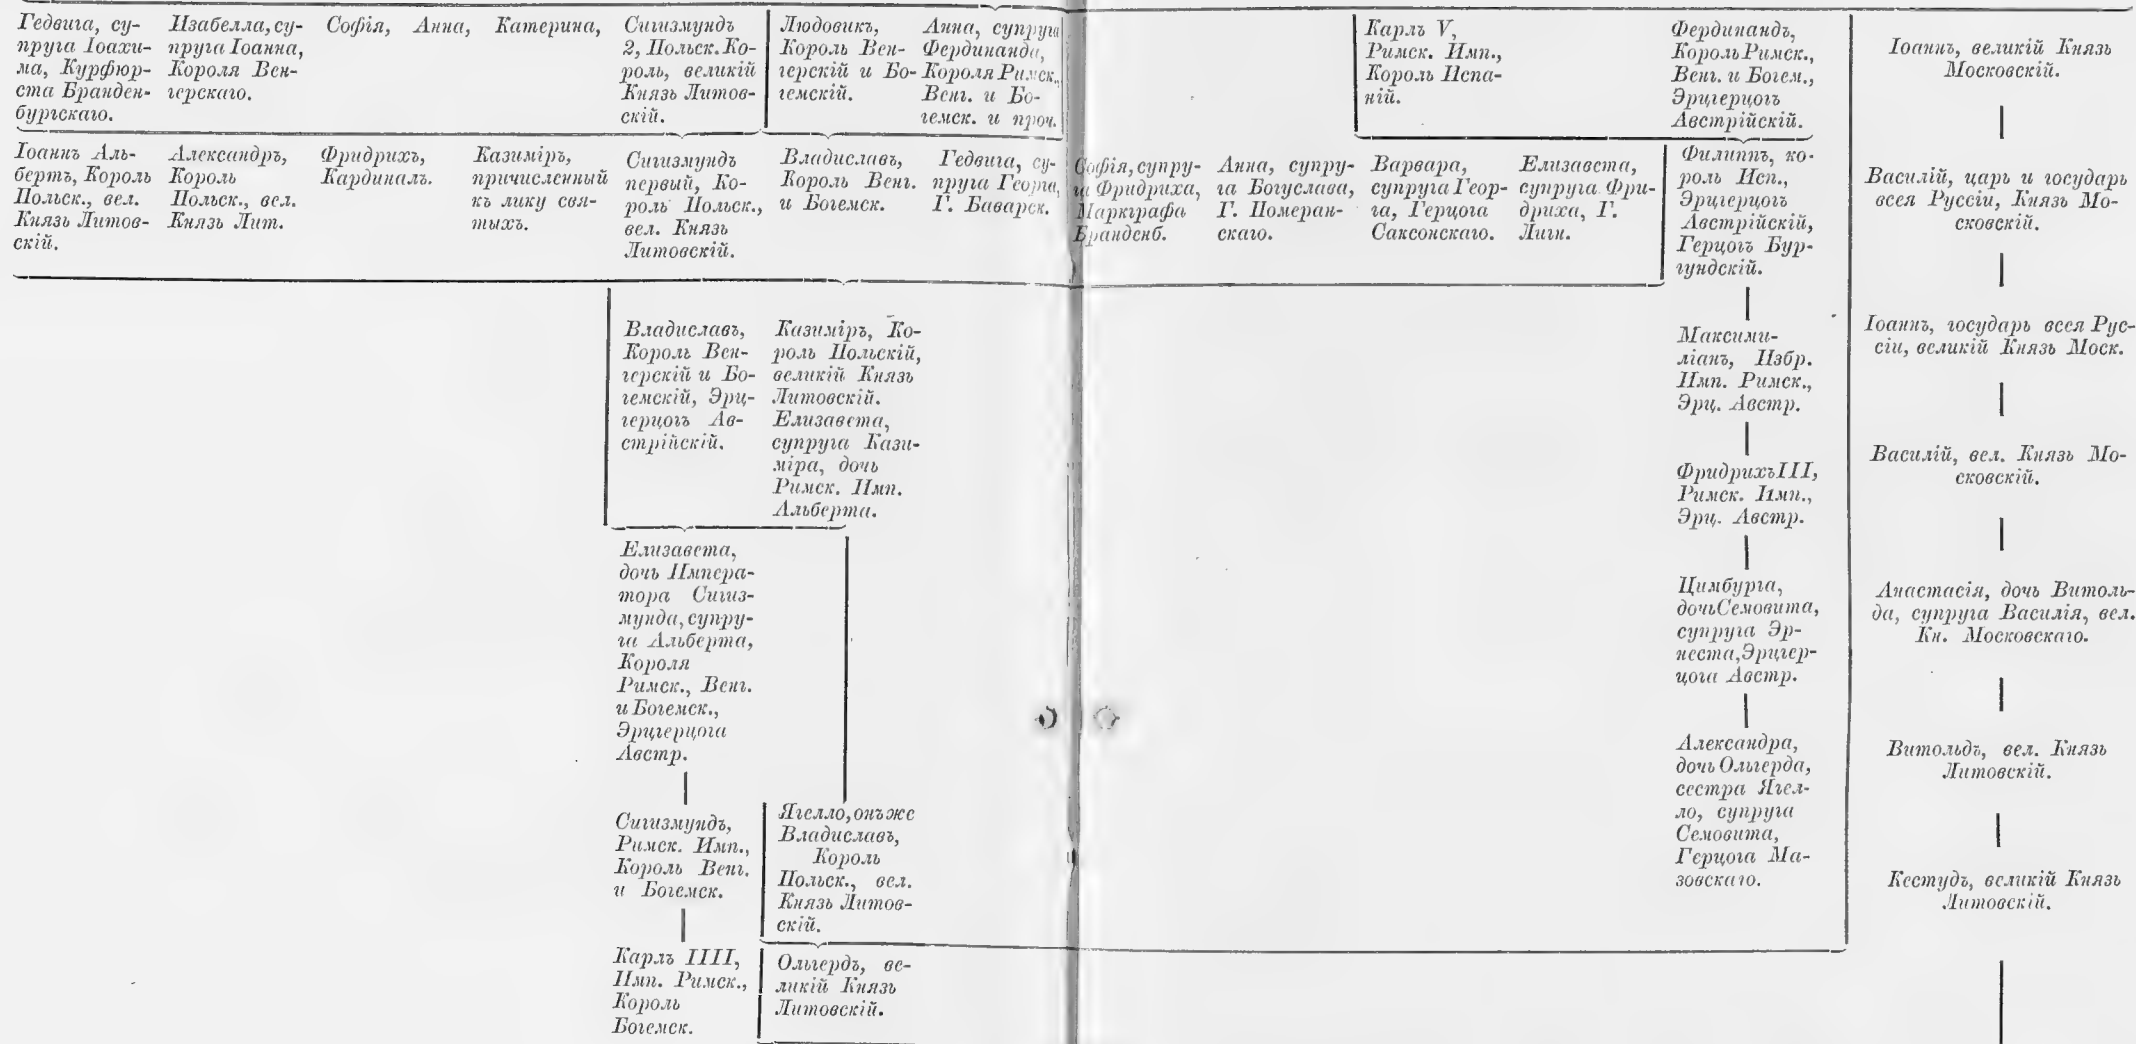 Гедвига, су-
пруга Іоахи-
ма, Курфюр-
ста Бранден-
бургскаго.
Изабелла, су-
пруга Іоанна,
Короля Вен-
герскаго.
Софія, Анна, Катерина,
Сигизмундъ
2, Польск. Ко-
роль, великій
Князь Литов-
скій.
Людовикъ,
Король Вен-
герскій и Бо-
гемскій.
Анна, супруга
Фердинанда,
Короля Римск.,
Венг. и Бо-
гемск. и проч.
Карлъ V,
Римск. Имп.,
Король Испа-
ній.
Фердинандъ,
Король Римск.,
Венг. и Богем.,
Эрцгерцогъ
Австрійскій.
Іоаннъ, великій Князь
Московскій.
Іоаннъ Аль-
бертъ, Король
Польск., вел.
Князь Литов-
скій.
Александръ,
Король
Польск., вел.
Князь Лит.
Фридрихъ,
Кардиналъ.
Казиміръ,
причисленный
къ лику свя-
тыхъ.
Сигизмундъ
первый, Ко-
роль Польск.,
вел. Князь
Литовскій.
Владиславъ,
Король Венг.
и Богемск.
Гедвига, су-
пруга Георга,
Г. Баварск.
Софія, супру-
га Фридриха,
Маркграфа
Бранденб.
Анна, супру-
га Богуслава,
Г. Померан-
скаго.
Варвара,
супруга Геор-
га, Герцога
Саксонскаго.
Елизавета,
супруга Фри-
дриха, Г.
Лигн.
Филиппъ, ко-
роль Исп.,
Эрцгерцогъ
Австрійскій,
Герцогъ Бур-
гундскій.
Василій, царь и государь
всея Руссіи, Князь Мо-
сковскій.
Владиславъ,
Король Вен-
герскій и Бо-
гемскій, Эрц-
герцогъ Ав-
стрійскій.
Казиміръ, Ко-
роль Польскій,
великій Князь
Литовскій.
Елизавета,
супруга Кази-
міра, дочь
Римск. Имп.
Альберта.
Максими-
ліанъ, Избр.
Имп. Римск.,
Эрц. Австр.
Іоаннъ, государь всея Рус-
сіи, великій Князь Моск.
Фридрихъ III,
Римск. Имп.,
Эрц. Австр.
Василій, вел. Князь Мо-
сковскій.
Елизавета,
дочь Импера-
тора Сигиз-
мунда, супру-
га Альберта,
Короля
Римск., Венг.
и Богемск.,
Эрцгерцога
Австр.
Цимбурга,
дочь Семовита,
супруга Эр-
неста, Эрцгер-
цога Австр.
Анастасія, дочь Витоль-
да, супруга Василія, вел.
Кн. Московскаго.
Александра,
дочь Ольгерда,
сестра Ягел-
ло, супруга
Семовита,
Герцога Ма-
зовскаго.
Витольдъ, вел. Князь
Литовскій.
Сигизмундъ,
Римск. Имп.,
Король Венг.
и Богемск.
Ягелло, онъ же
Владиславъ,
Король
Польск., вел.
Князь Литов-
скій.
Кестудъ, великій Князь
Литовскій.
Карлъ IIII,
Имп. Римск.,
Король
Богемск.
Ольгердъ, ве-
ликій Князь
Литовскій.